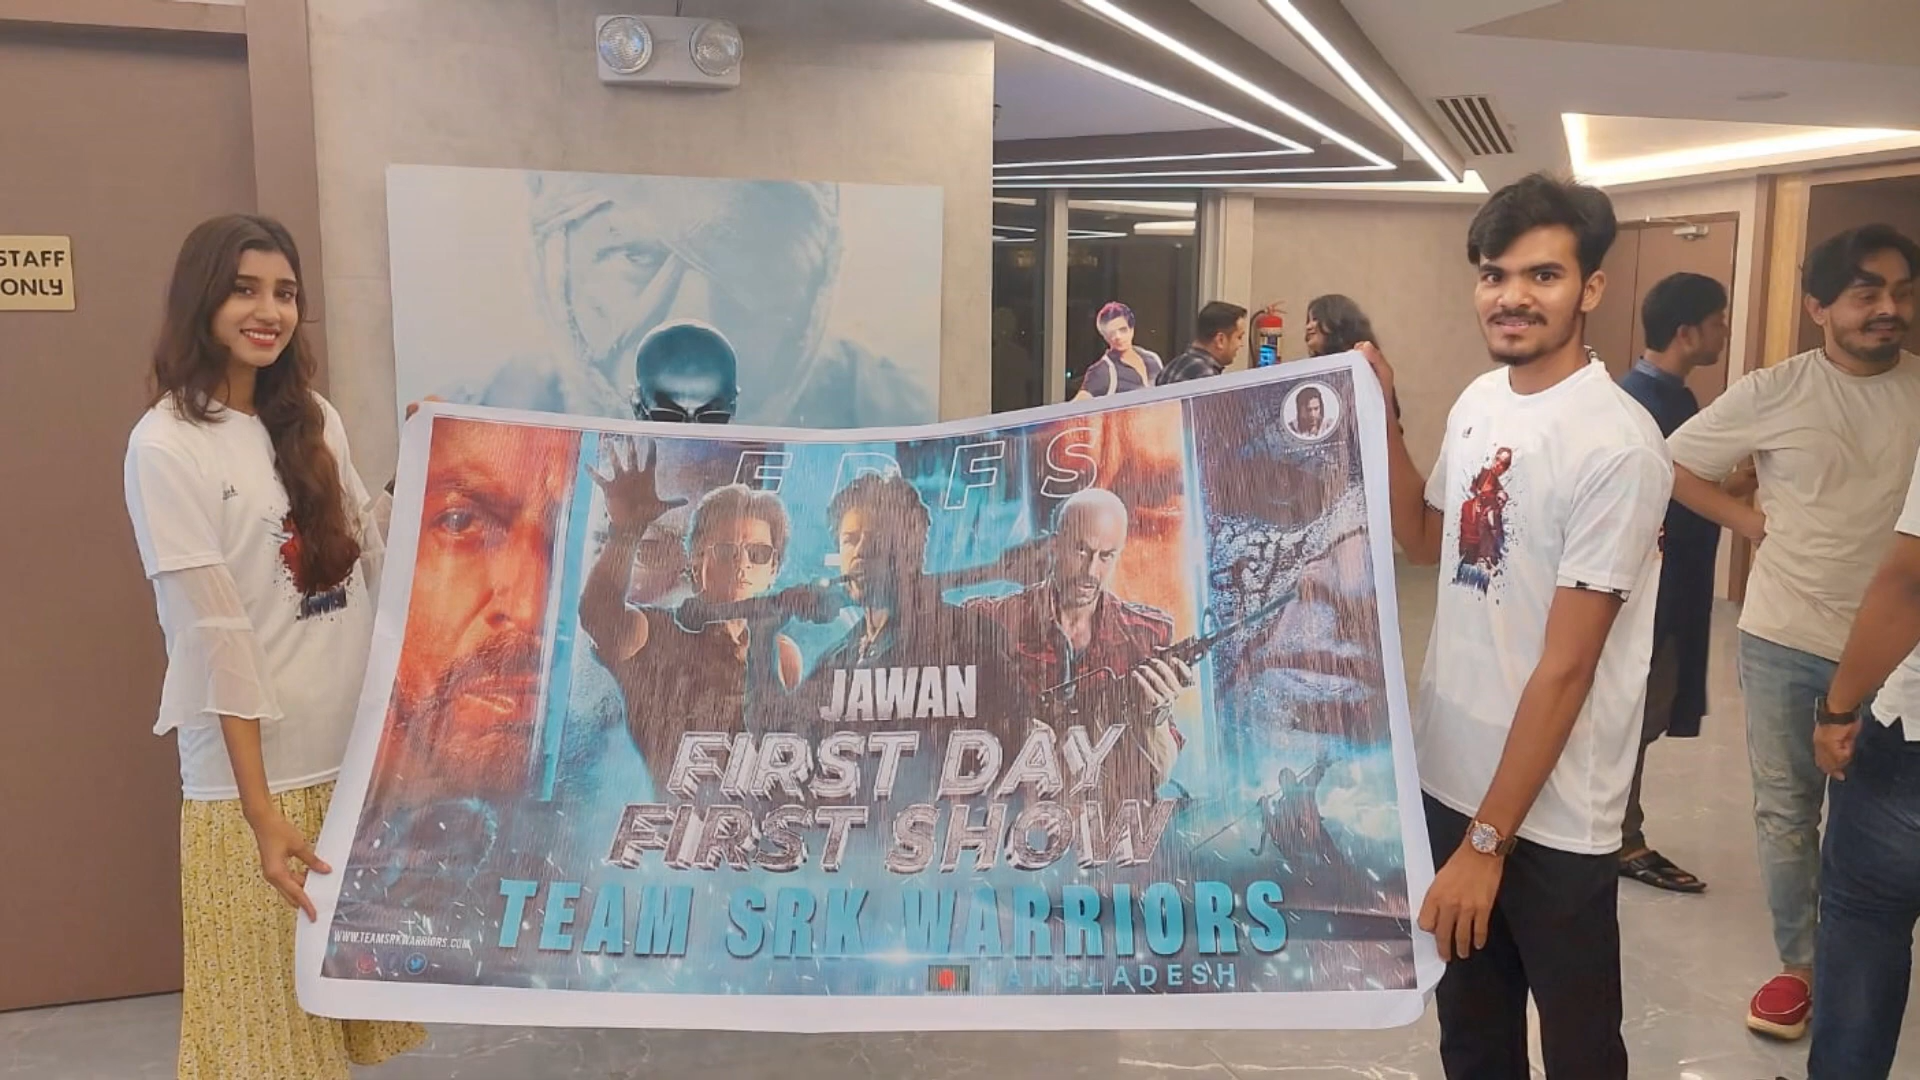 STAFF
ONLY
FDFS
JAWAN
FIRST DAY
FIRST SHOW
TEAM SRK WARRIORS
WWW.TEAMSRKWARRIORS.COM
BANGLADESH